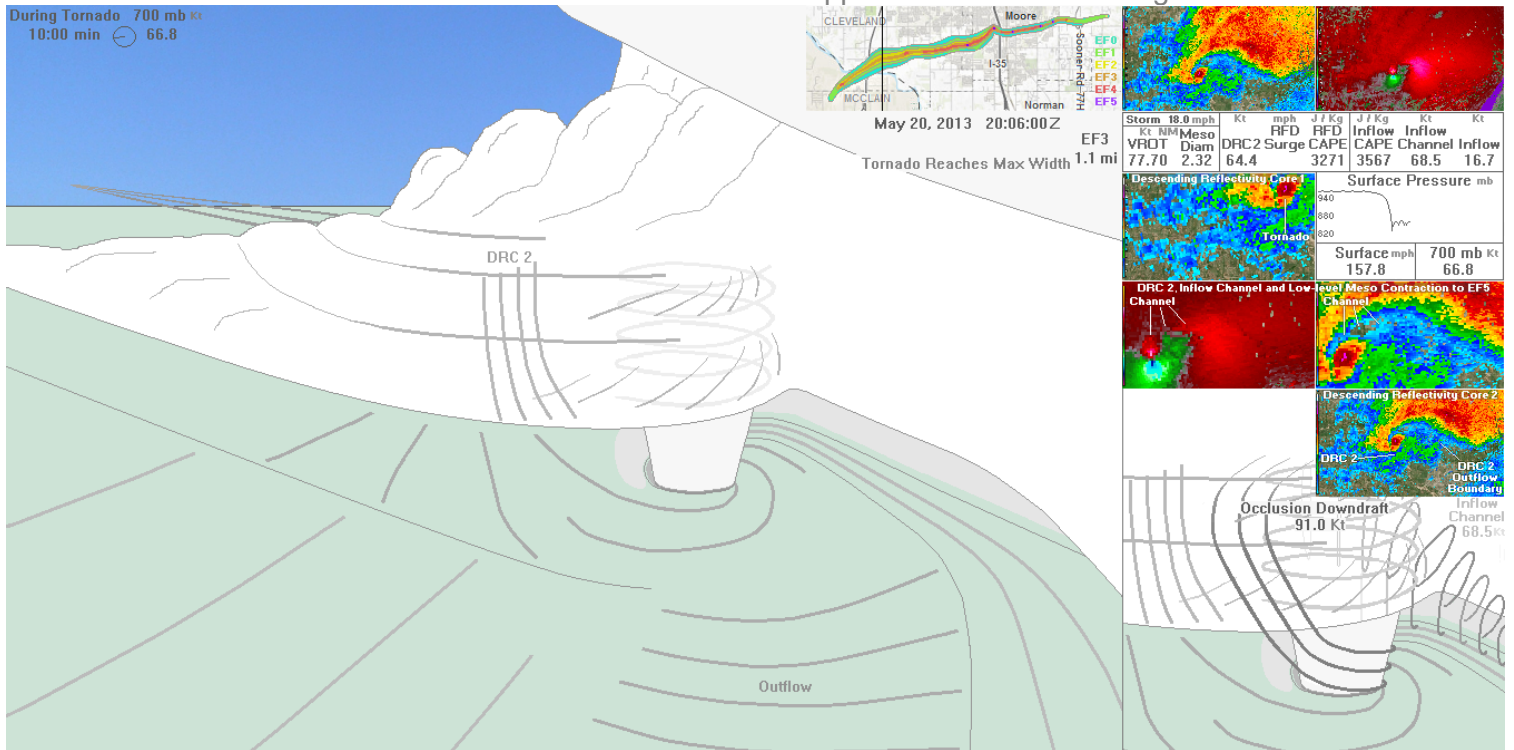 During Tornado 700 mb Kt
10:00 min 66.8
CLEVELAND
Moore
I-35
Sooner-Rd-77H
MCCLAIN
Norman
EF0
EF1
EF2
EF3
EF4
EF5
May 20, 2013 20:06:00Z
EF3
Tornado Reaches Max Width 1.1 mi
DRC 2
Outflow
Storm 18.0 mph
Kt NM
VROT Meso Diam
77.70 2.32
Kt
DRC2
64.4
mph
RFD Surge
J / Kg
RFD CAPE
3271
J / Kg
Inflow CAPE
3567
Kt
Inflow Channel
68.5
Kt
Inflow
16.7
Descending Reflectivity Core 1
Tornado
Surface Pressure mb
940
880
820
Surface mph
157.8
700 mb Kt
66.8
DRC 2, Inflow Channel and Low-level Meso Contraction to EF5
Channel
Channel
Descending Reflectivity Core 2
DRC 2
DRC 2
Outflow
Boundary
Occlusion Downdraft
91.0 Kt
Inflow
Channel
68.5 Kt